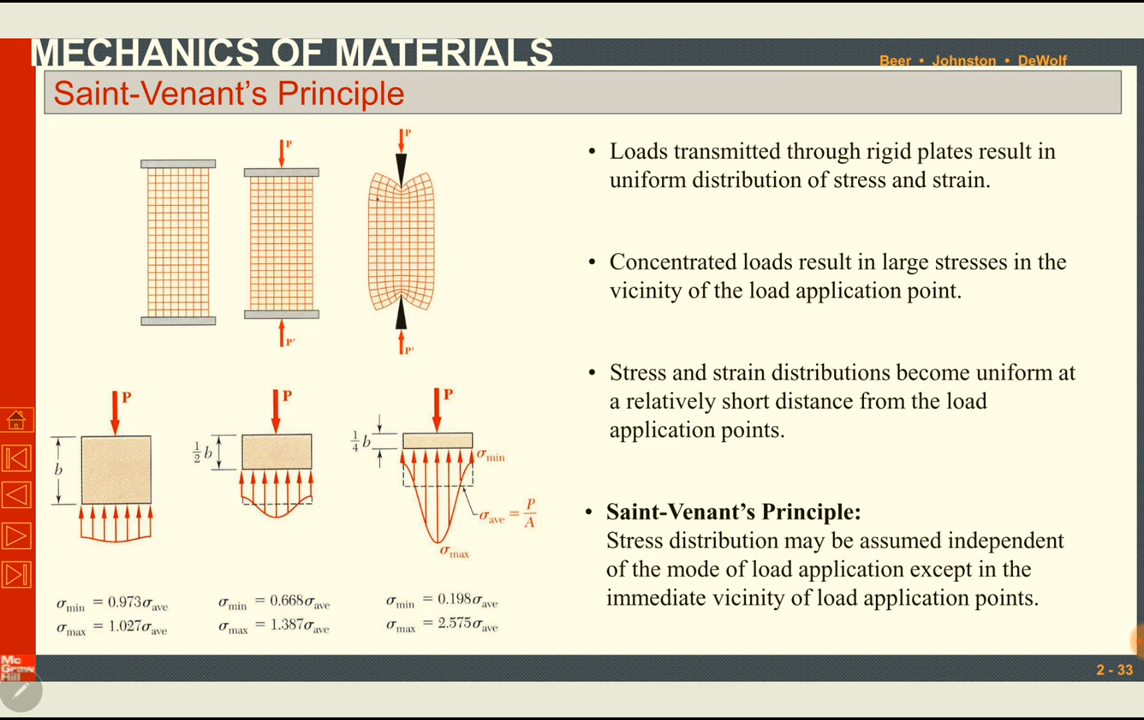 MECHANICS OF MATERIALS
Beer • Johnston • DeWolf
Saint-Venant's Principle
P
P
P'
P'
• Loads transmitted through rigid plates result in
uniform distribution of stress and strain.
• Concentrated loads result in large stresses in the
vicinity of the load application point.
• Stress and strain distributions become uniform at
a relatively short distance from the load
application points.
• Saint-Venant's Principle:
Stress distribution may be assumed independent
of the mode of load application except in the
immediate vicinity of load application points.
P
P
P
b
½b
¼b
σmin
σave = P/A
σmax
σmin = 0.973σave
σmax = 1.027σave
σmin = 0.668σave
σmax = 1.387σave
σmin = 0.198σave
σmax = 2.575σave
Mc
Graw
Hill
2 - 33